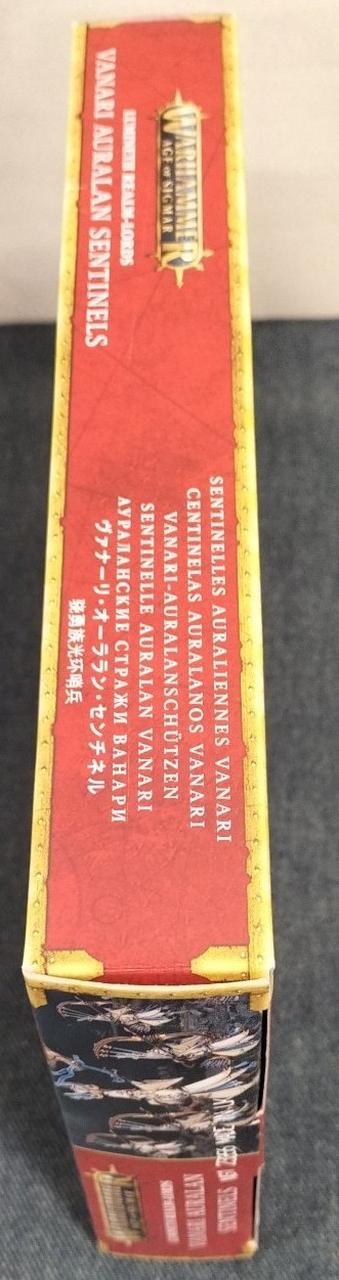 WARHAMMER
AGE OF SIGMAR
LUMINETH REALM-LORDS
VANARI AURALAN SENTINELS
SENTINELLES AURALIENNES VANARI
CENTINELAS AURALANOS VANARI
VANARI-AURALANSCHÜTZEN
SENTINELLE AURALAN VANARI
АУРАЛАНСКИЕ СТРАЖИ ВАНАРИ
ヴァナーリ・オーララン・センチネル